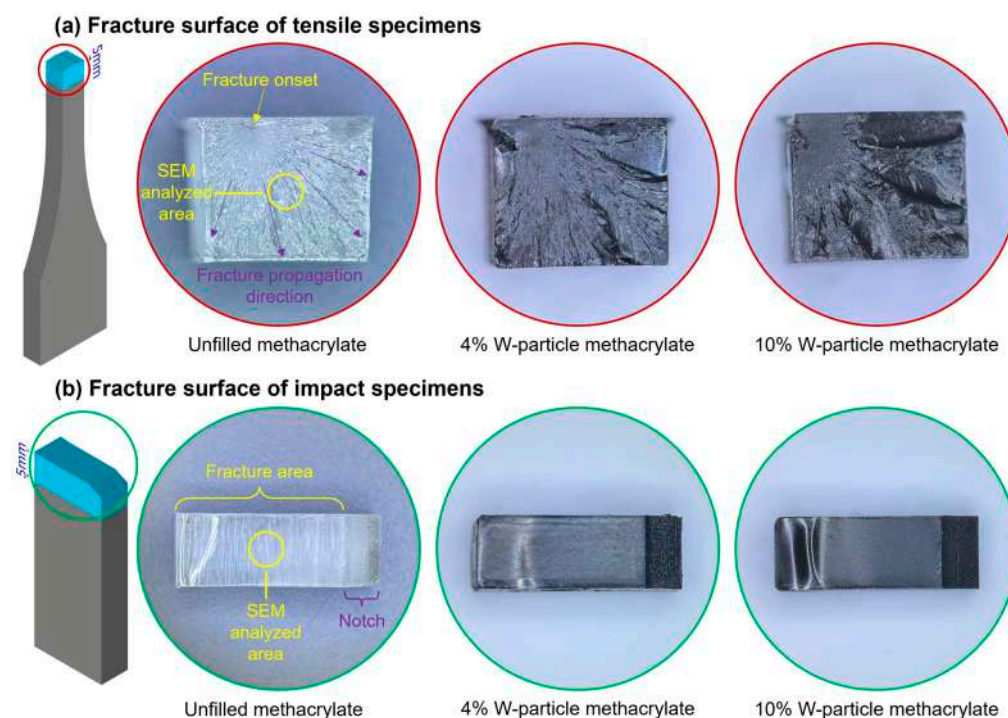 (a) Fracture surface of tensile specimens
5mm
Fracture onset
SEM
analyzed
area
Fracture propagation
direction
Unfilled methacrylate
4% W-particle methacrylate
10% W-particle methacrylate
(b) Fracture surface of impact specimens
5mm
Fracture area
SEM
analyzed
area
Notch
Unfilled methacrylate
4% W-particle methacrylate
10% W-particle methacrylate